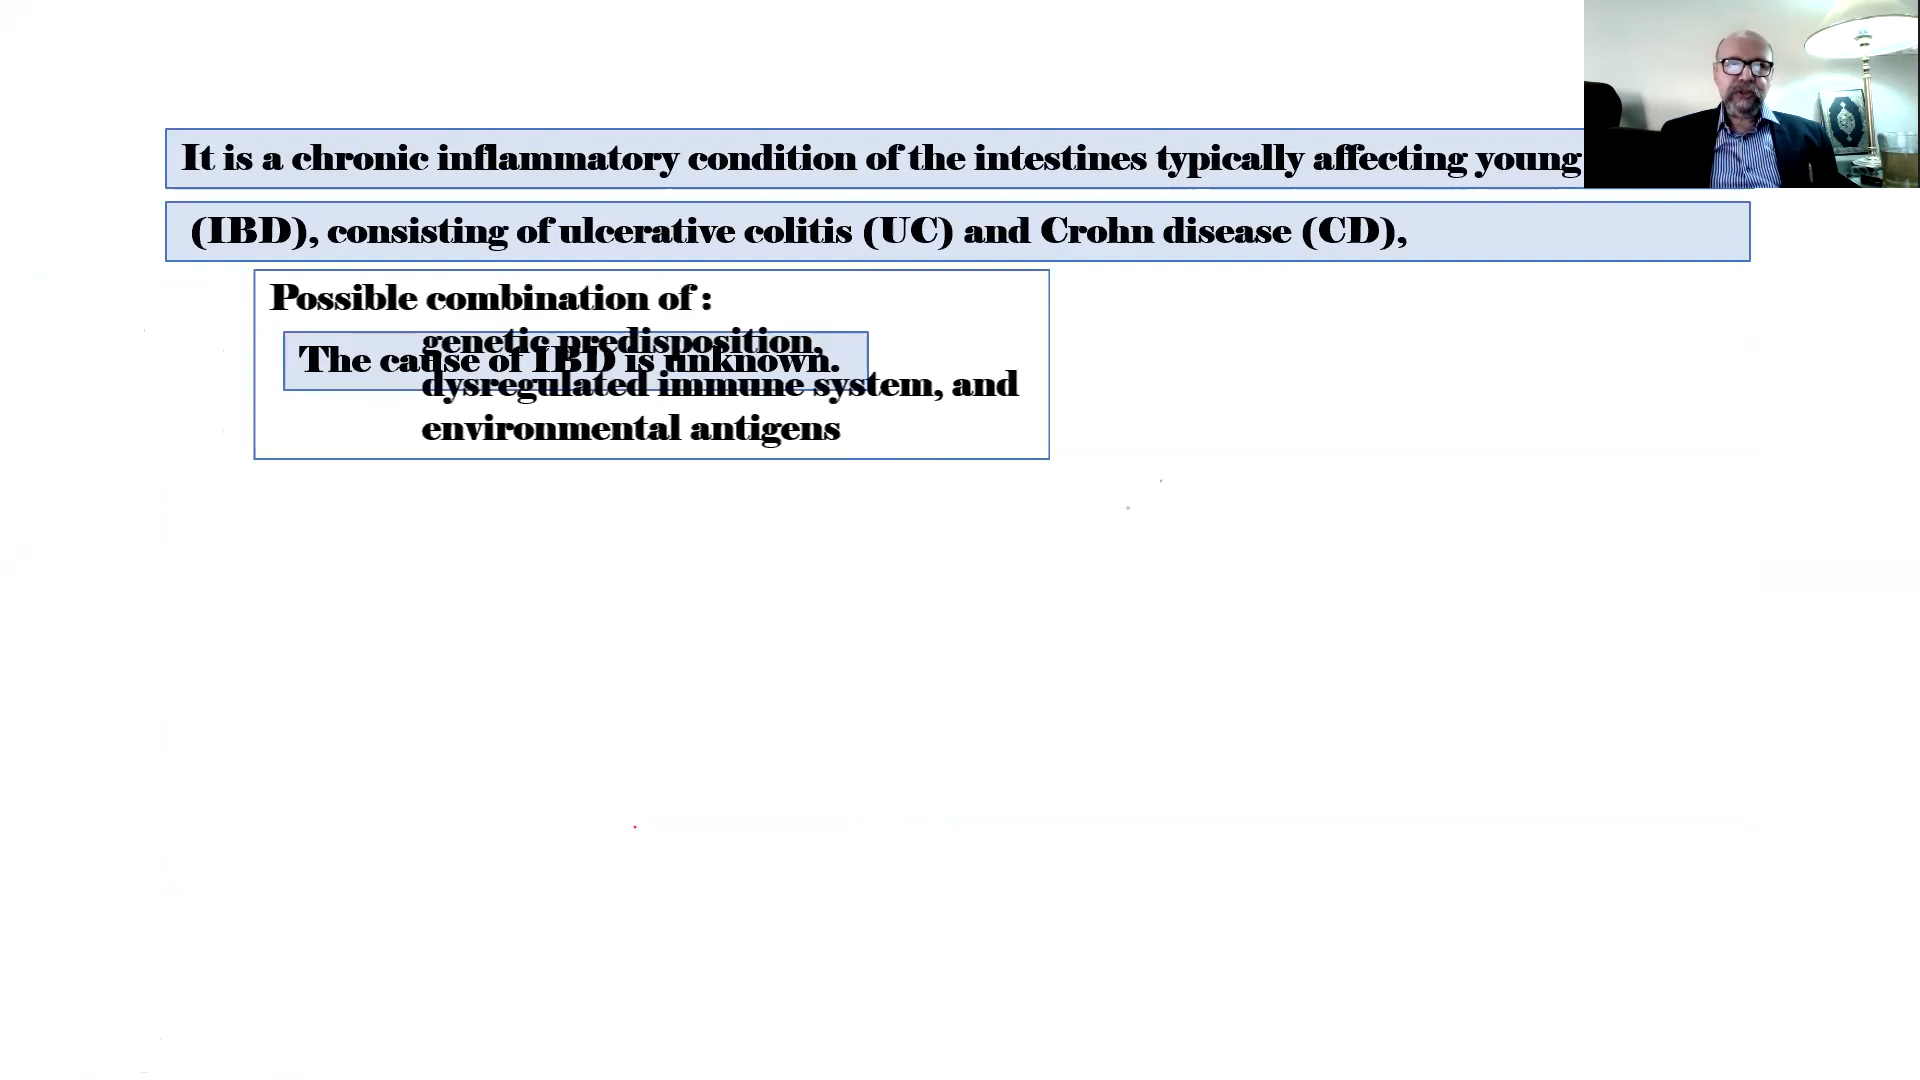 It is a chronic inflammatory condition of the intestines typically affecting young
(IBD), consisting of ulcerative colitis (UC) and Crohn disease (CD),
Possible combination of :
genetic predisposition,
The cause of IBD is unknown.
dysregulated immune system, and
environmental antigens